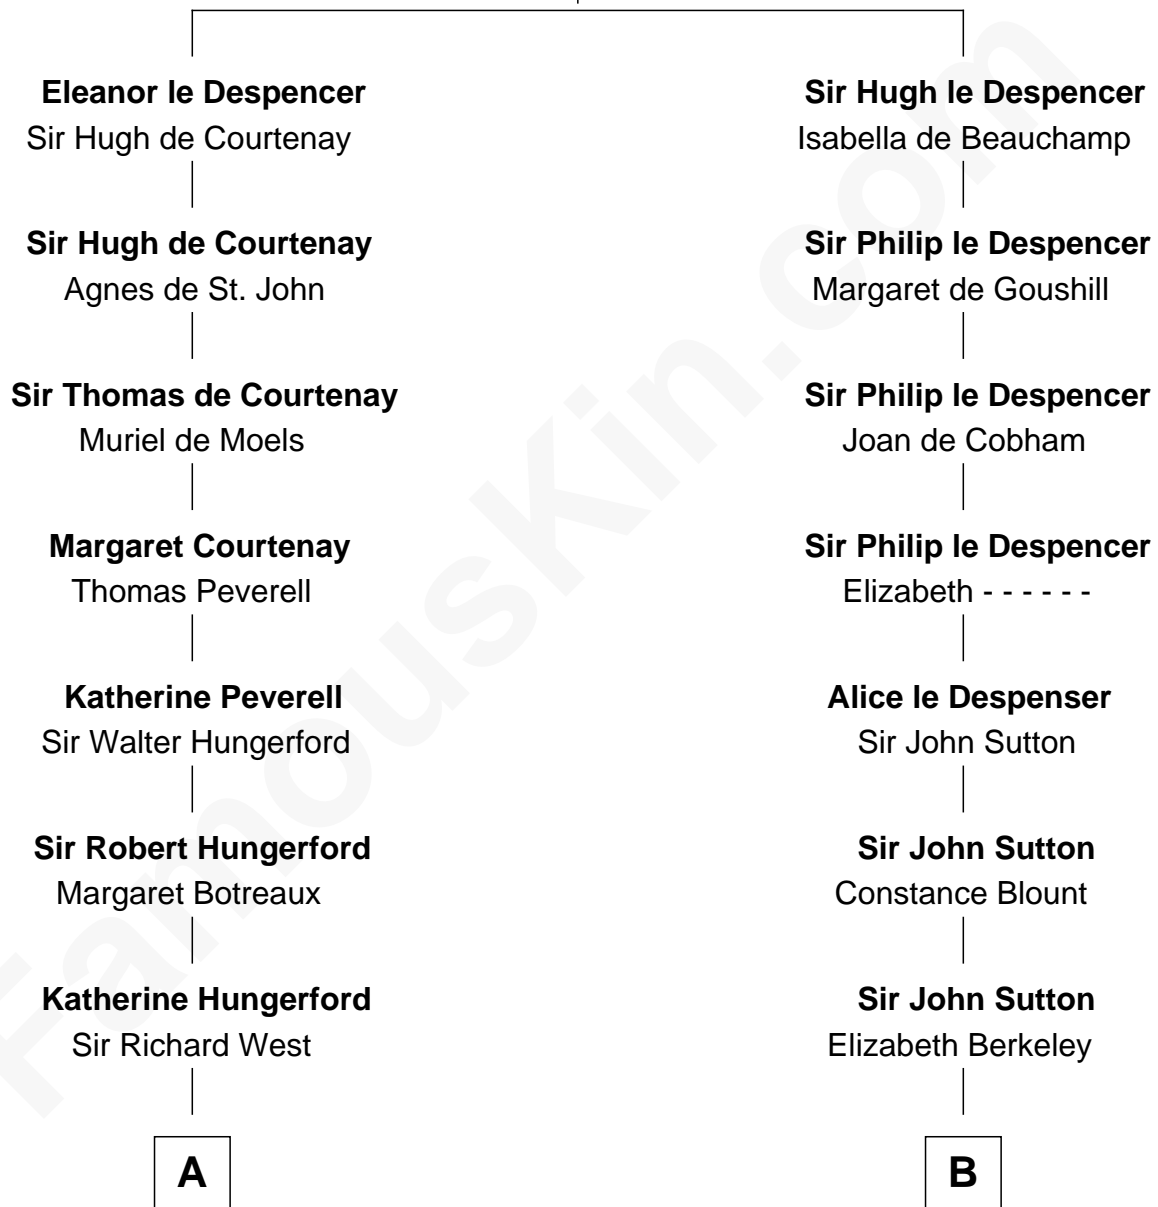 Eleanor le Despencer
Sir Hugh de Courtenay
Sir Hugh de Courtenay
Agnes de St. John
Sir Thomas de Courtenay
Muriel de Moels
Margaret Courtenay
Thomas Peverell
Katherine Peverell
Sir Walter Hungerford
Sir Robert Hungerford
Margaret Botreaux
Katherine Hungerford
Sir Richard West
A
Sir Hugh le Despencer
Isabella de Beauchamp
Sir Philip le Despencer
Margaret de Goushill
Sir Philip le Despencer
Joan de Cobham
Sir Philip le Despencer
Elizabeth - - - - - -
Alice le Despenser
Sir John Sutton
Sir John Sutton
Constance Blount
Sir John Sutton
Elizabeth Berkeley
B
FamousKin.com